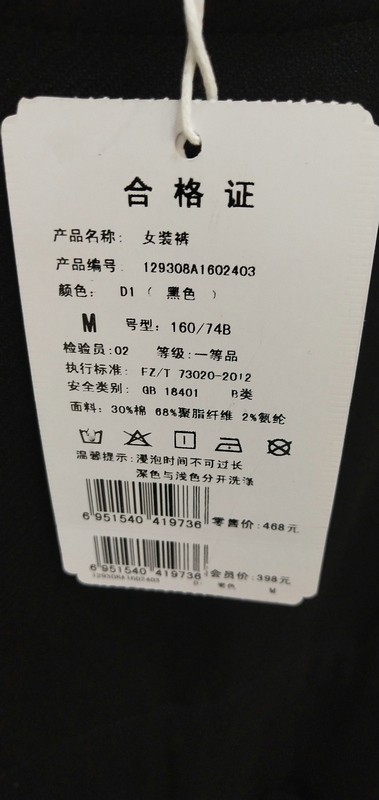 合格证
产品名称: 女装裤
产品编号: 129308A1602403
颜色: D1 ( 黑色 )
M 号型: 160/74B
检验员:02 等级:一等品
执行标准: FZ/T 73020-2012
安全类别: GB 18401 B类
面料: 30%棉 68%聚脂纤维 2%氨纶
温馨提示:浸泡时间不可过长
深色与浅色分开洗涤
6 951540 419736 零售价:468元
6 951540 419736 会员价:398元
129308A1602403 黑色 M